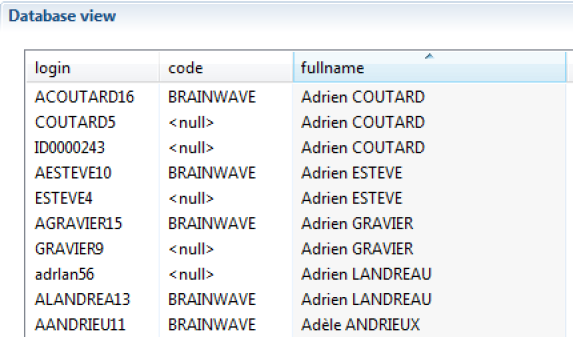 Database view
login code fullname
ACOUTARD16 BRAINWAVE Adrien COUTARD
COUTARD5 <null> Adrien COUTARD
ID0000243 <null> Adrien COUTARD
AESTEVE10 BRAINWAVE Adrien ESTEVE
ESTEVE4 <null> Adrien ESTEVE
AGRAVIER15 BRAINWAVE Adrien GRAVIER
GRAVIER9 <null> Adrien GRAVIER
adrlan56 <null> Adrien LANDREAU
ALANDREA13 BRAINWAVE Adrien LANDREAU
AANDRIEU11 BRAINWAVE Adèle ANDRIEUX